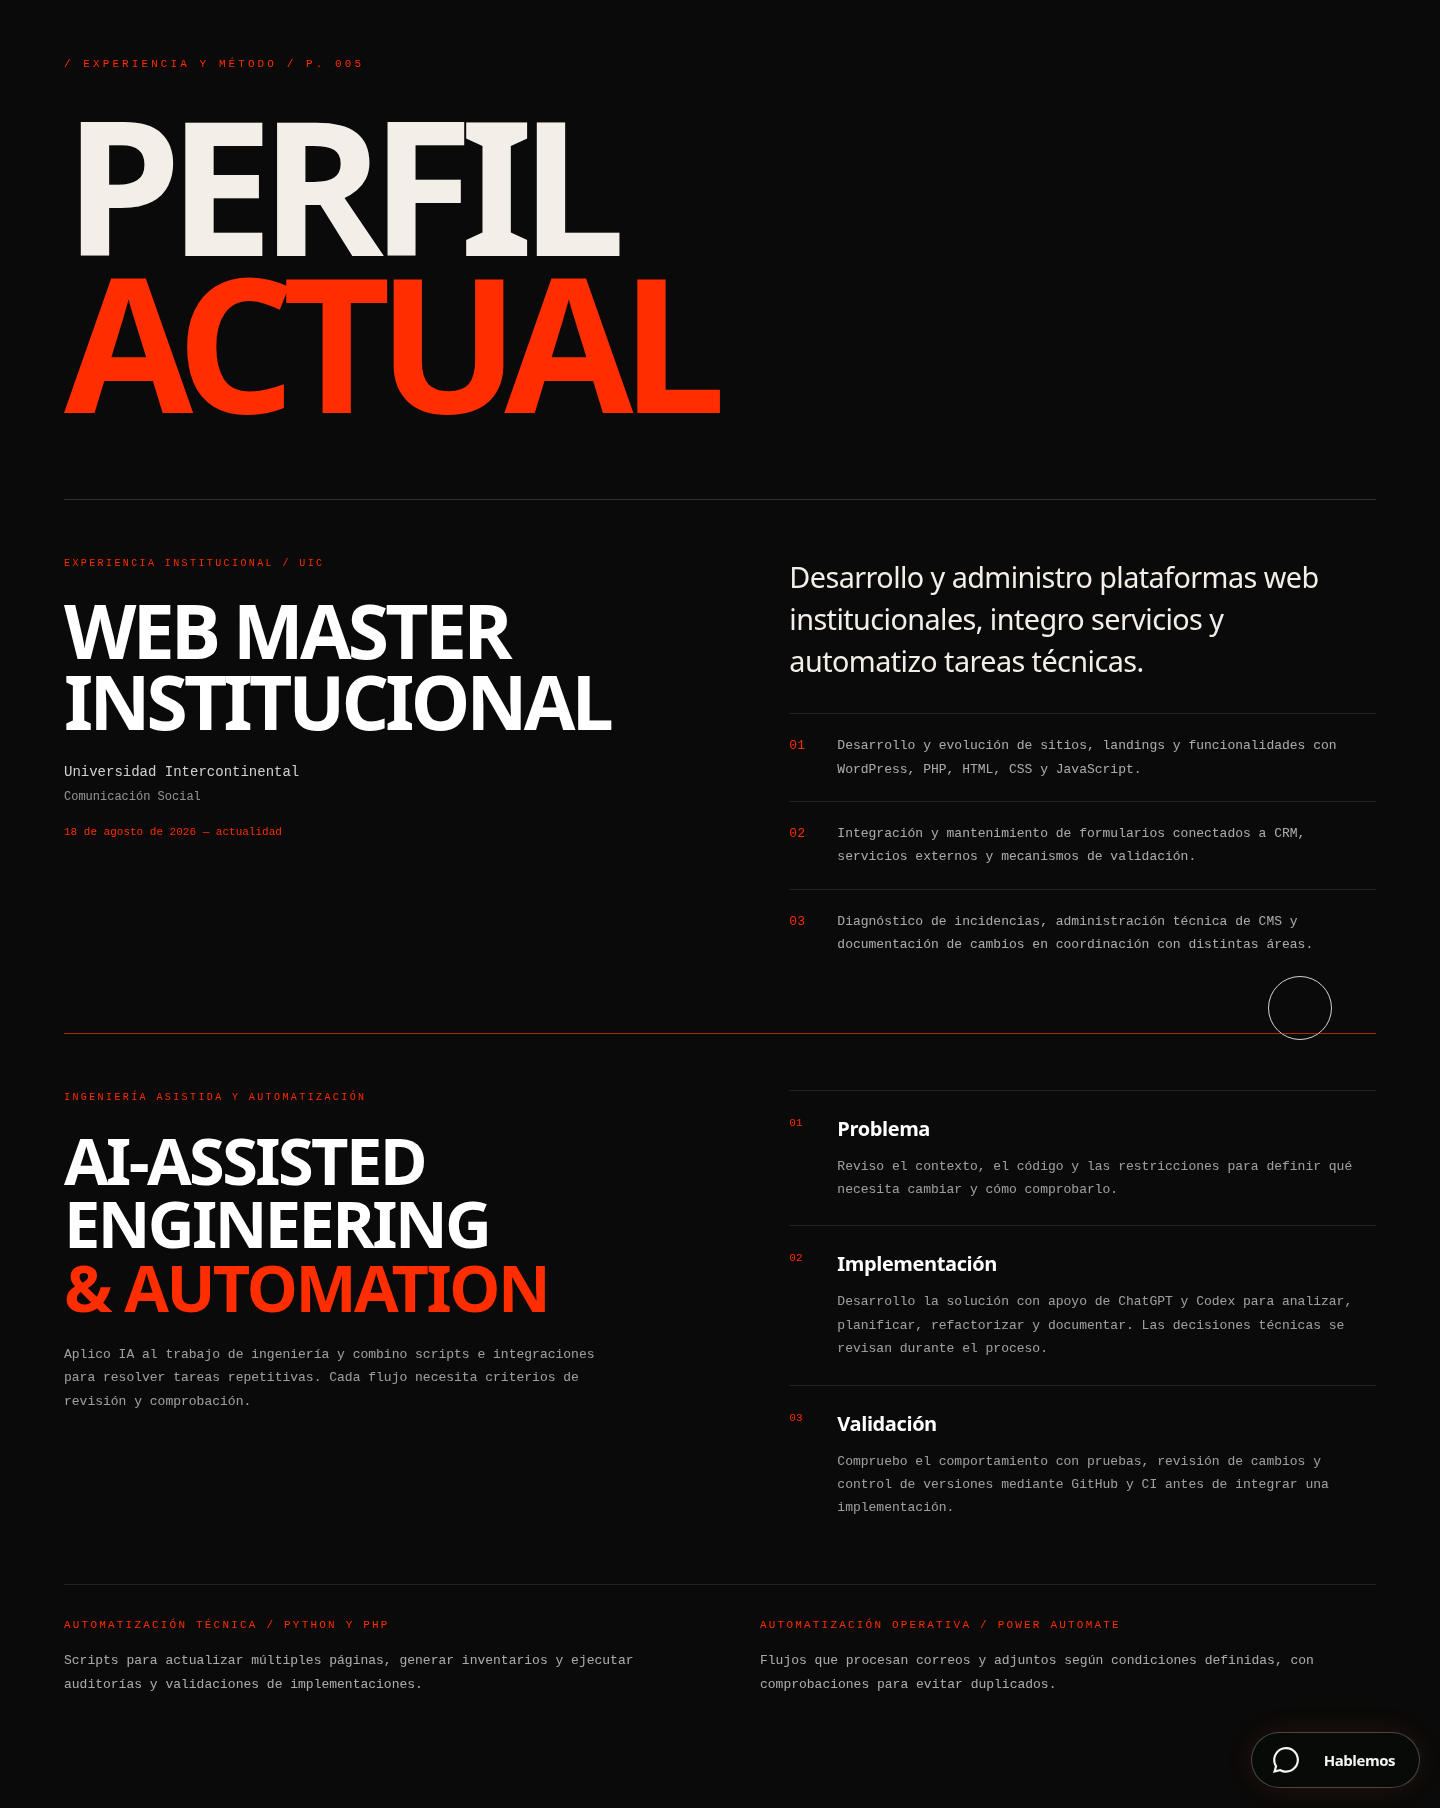 / EXPERIENCIA Y MÉTODO / P. 005
PERFIL
ACTUAL
EXPERIENCIA INSTITUCIONAL / UIC
WEB MASTER
INSTITUCIONAL
Universidad Intercontinental
Comunicación Social
18 de agosto de 2026 — actualidad
Desarrollo y administro plataformas web
institucionales, integro servicios y
automatizo tareas técnicas.
01 Desarrollo y evolución de sitios, landings y funcionalidades con
WordPress, PHP, HTML, CSS y JavaScript.
02 Integración y mantenimiento de formularios conectados a CRM,
servicios externos y mecanismos de validación.
03 Diagnóstico de incidencias, administración técnica de CMS y
documentación de cambios en coordinación con distintas áreas.
INGENIERÍA ASISTIDA Y AUTOMATIZACIÓN
AI-ASSISTED
ENGINEERING
& AUTOMATION
Aplico IA al trabajo de ingeniería y combino scripts e integraciones
para resolver tareas repetitivas. Cada flujo necesita criterios de
revisión y comprobación.
01 Problema
Reviso el contexto, el código y las restricciones para definir qué
necesita cambiar y cómo comprobarlo.
02 Implementación
Desarrollo la solución con apoyo de ChatGPT y Codex para analizar,
planificar, refactorizar y documentar. Las decisiones técnicas se
revisan durante el proceso.
03 Validación
Compruebo el comportamiento con pruebas, revisión de cambios y
control de versiones mediante GitHub y CI antes de integrar una
implementación.
AUTOMATIZACIÓN TÉCNICA / PYTHON Y PHP
Scripts para actualizar múltiples páginas, generar inventarios y ejecutar
auditorías y validaciones de implementaciones.
AUTOMATIZACIÓN OPERATIVA / POWER AUTOMATE
Flujos que procesan correos y adjuntos según condiciones definidas, con
comprobaciones para evitar duplicados.
Hablemos